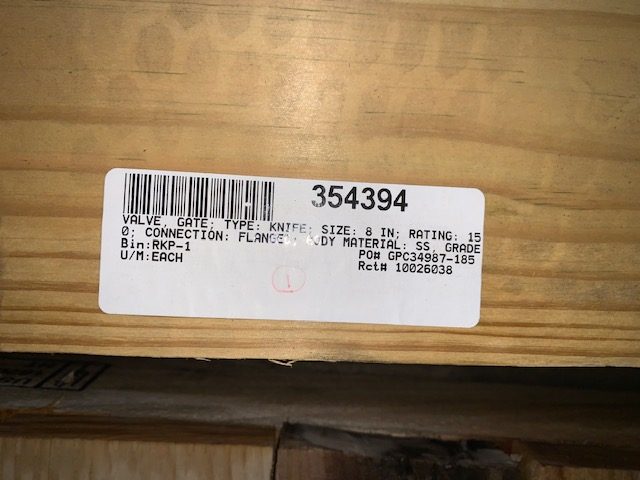 354394
VALVE, GATE: TYPE: KNIFE; SIZE: 8 IN; RATING: 15
0; CONNECTION: FLANGED; BODY MATERIAL: SS, GRADE
Bin:RKP-1 PO# GPC34987-185
U/M:EACH Rct# 10026038
1